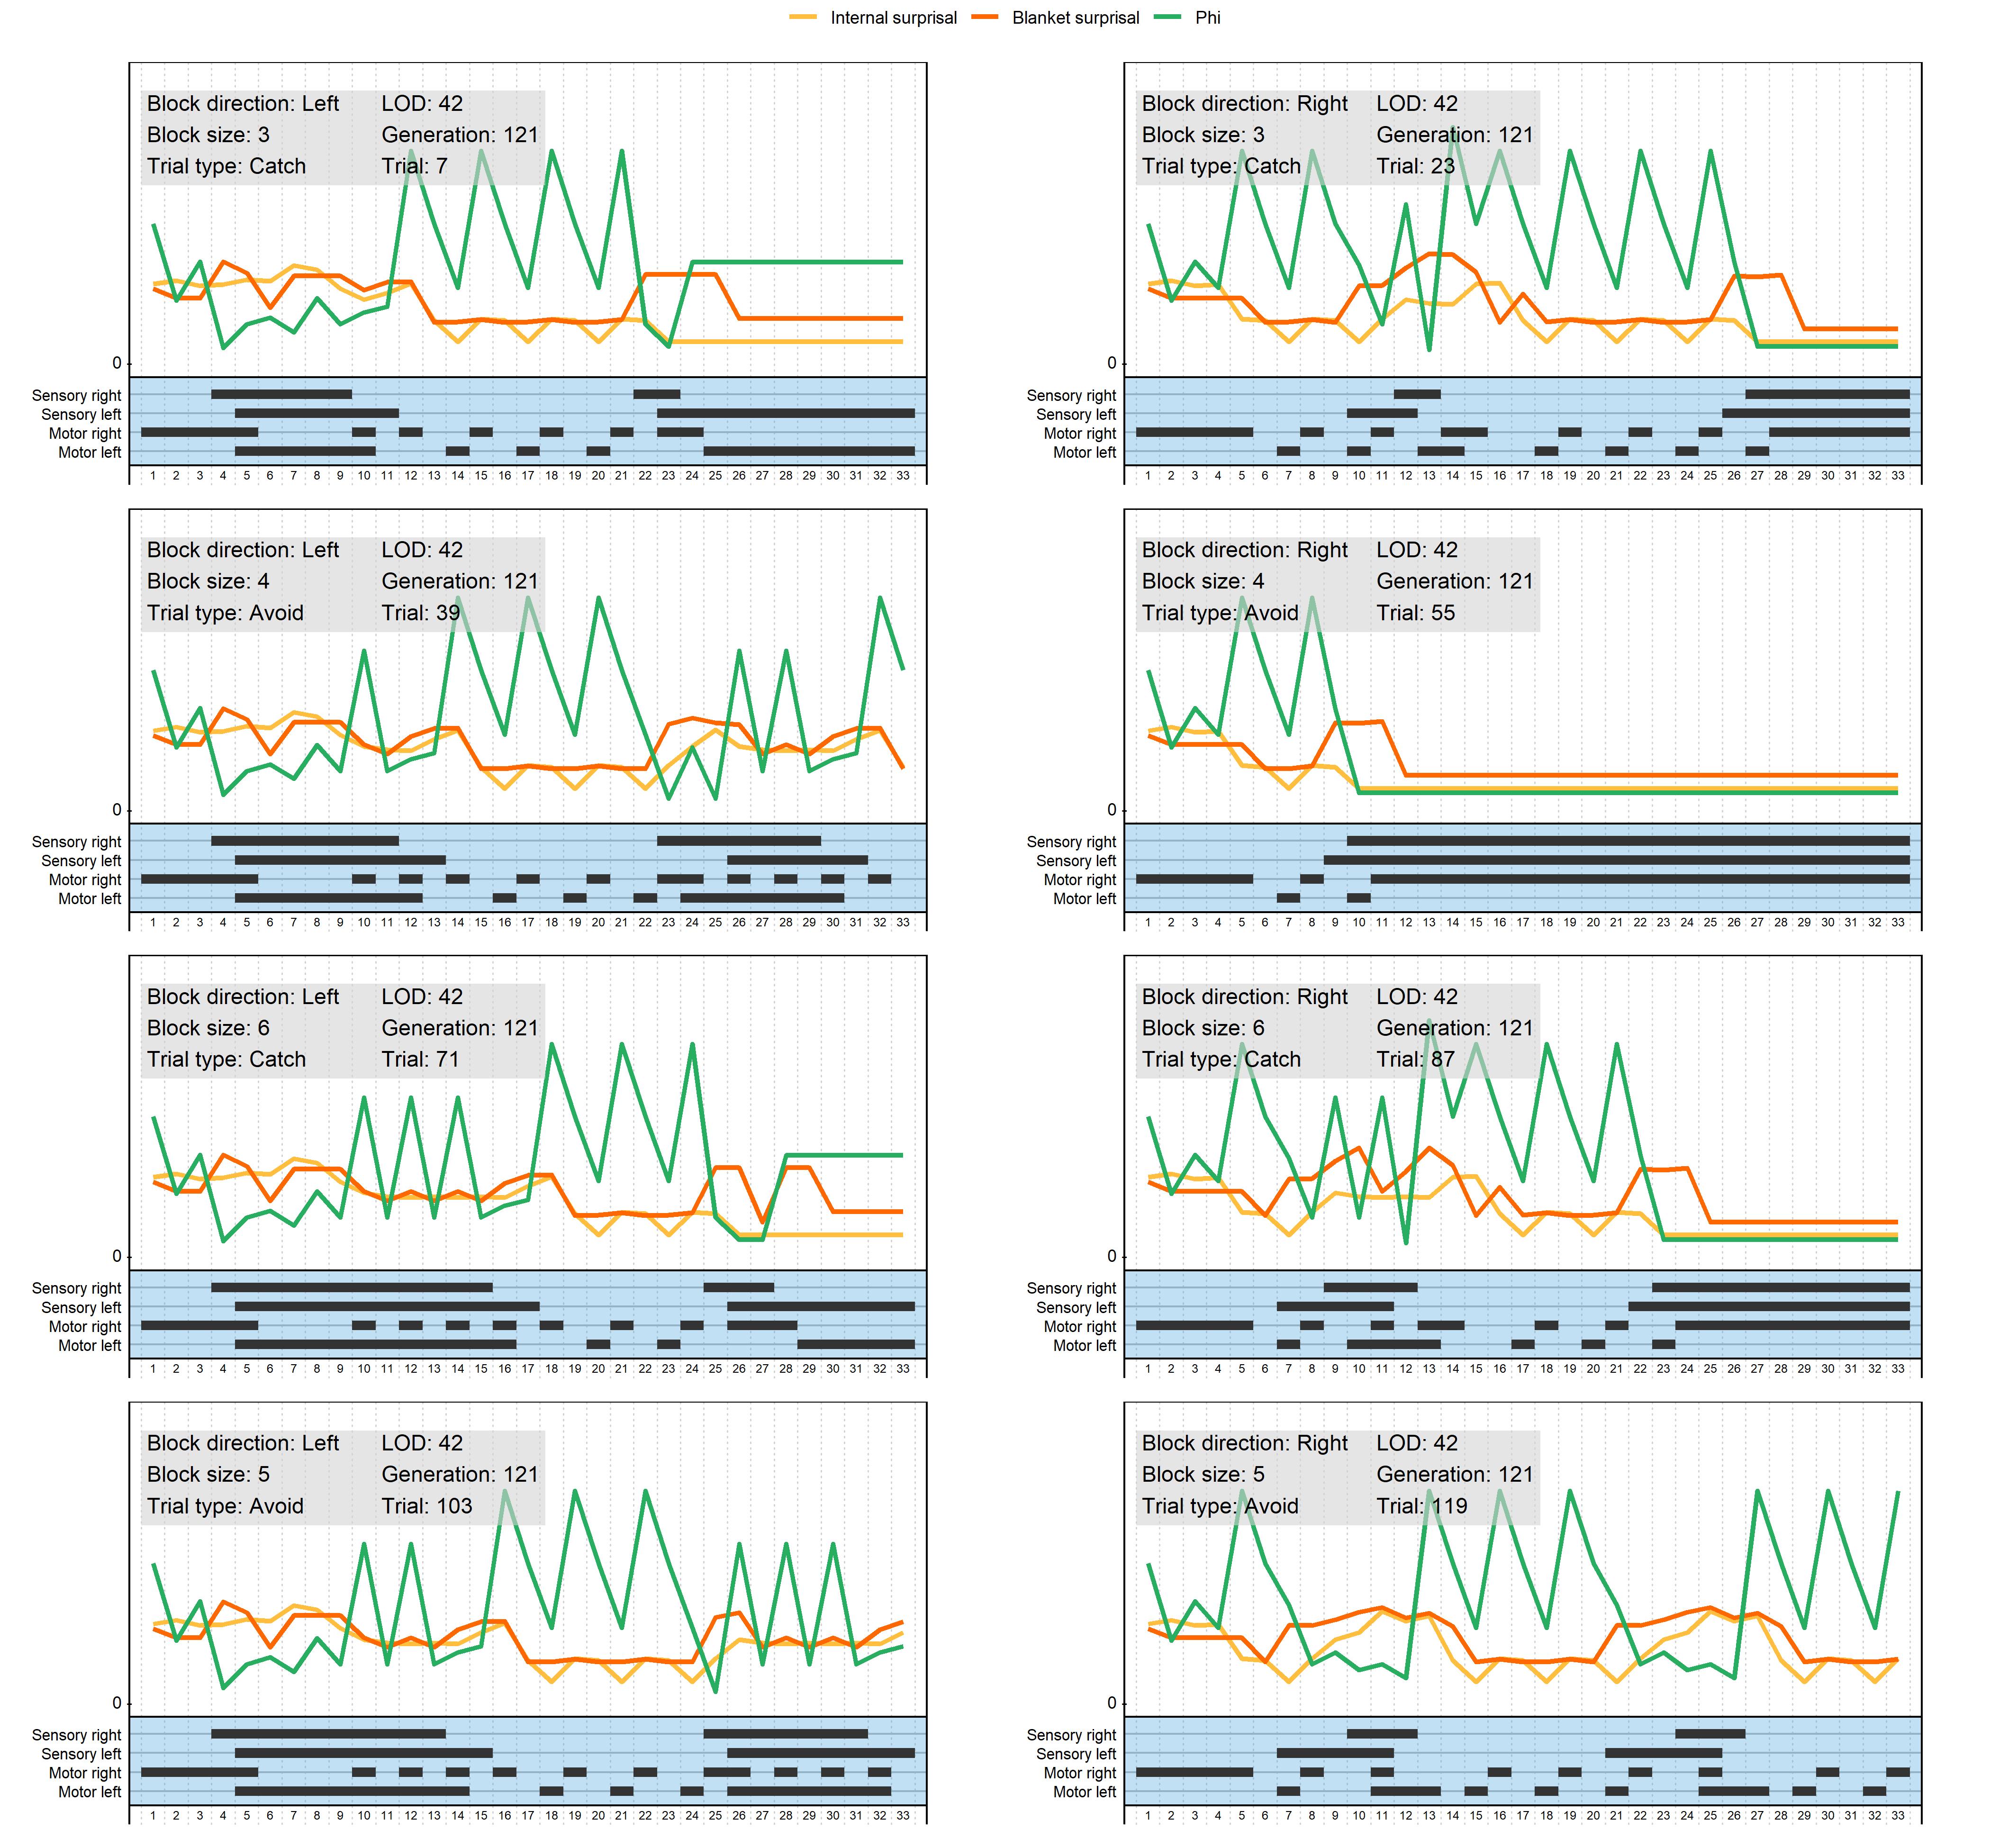 Internal surprisal Blanket surprisal Phi
Block direction: Left LOD: 42
Block size: 3 Generation: 121
Trial type: Catch Trial: 7
0
Sensory right
Sensory left
Motor right
Motor left
1 2 3 4 5 6 7 8 9 10 11 12 13 14 15 16 17 18 19 20 21 22 23 24 25 26 27 28 29 30 31 32 33
Block direction: Right LOD: 42
Block size: 3 Generation: 121
Trial type: Catch Trial: 23
0
Sensory right
Sensory left
Motor right
Motor left
1 2 3 4 5 6 7 8 9 10 11 12 13 14 15 16 17 18 19 20 21 22 23 24 25 26 27 28 29 30 31 32 33
Block direction: Left LOD: 42
Block size: 4 Generation: 121
Trial type: Avoid Trial: 39
0
Sensory right
Sensory left
Motor right
Motor left
1 2 3 4 5 6 7 8 9 10 11 12 13 14 15 16 17 18 19 20 21 22 23 24 25 26 27 28 29 30 31 32 33
Block direction: Right LOD: 42
Block size: 4 Generation: 121
Trial type: Avoid Trial: 55
0
Sensory right
Sensory left
Motor right
Motor left
1 2 3 4 5 6 7 8 9 10 11 12 13 14 15 16 17 18 19 20 21 22 23 24 25 26 27 28 29 30 31 32 33
Block direction: Left LOD: 42
Block size: 6 Generation: 121
Trial type: Catch Trial: 71
0
Sensory right
Sensory left
Motor right
Motor left
1 2 3 4 5 6 7 8 9 10 11 12 13 14 15 16 17 18 19 20 21 22 23 24 25 26 27 28 29 30 31 32 33
Block direction: Right LOD: 42
Block size: 6 Generation: 121
Trial type: Catch Trial: 87
0
Sensory right
Sensory left
Motor right
Motor left
1 2 3 4 5 6 7 8 9 10 11 12 13 14 15 16 17 18 19 20 21 22 23 24 25 26 27 28 29 30 31 32 33
Block direction: Left LOD: 42
Block size: 5 Generation: 121
Trial type: Avoid Trial: 103
0
Sensory right
Sensory left
Motor right
Motor left
1 2 3 4 5 6 7 8 9 10 11 12 13 14 15 16 17 18 19 20 21 22 23 24 25 26 27 28 29 30 31 32 33
Block direction: Right LOD: 42
Block size: 5 Generation: 121
Trial type: Avoid Trial: 119
0
Sensory right
Sensory left
Motor right
Motor left
1 2 3 4 5 6 7 8 9 10 11 12 13 14 15 16 17 18 19 20 21 22 23 24 25 26 27 28 29 30 31 32 33